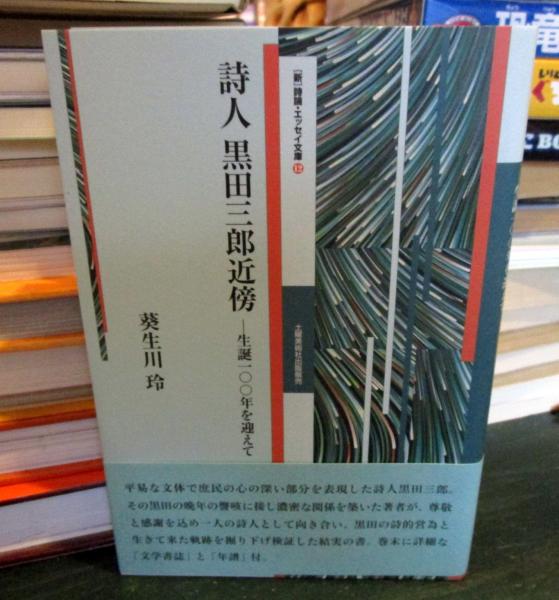 [新]詩論・エッセイ文庫 12
詩人 黒田三郎近傍
―生誕一〇〇年を迎えて
葵生川 玲
土曜美術社出版販売
平易な文体で庶民の心の深い部分を表現した詩人黒田三郎。
その黒田の晩年の謦咳に接し濃密な関係を築いた著者が、尊敬
と感謝を込め一人の詩人として向き合い、黒田の詩的営為と
生きて来た軌跡を掘り下げ検証した結実の書。巻末に詳細な
「文学書誌」と「年譜」付。
恐竜
きょう
りゅう